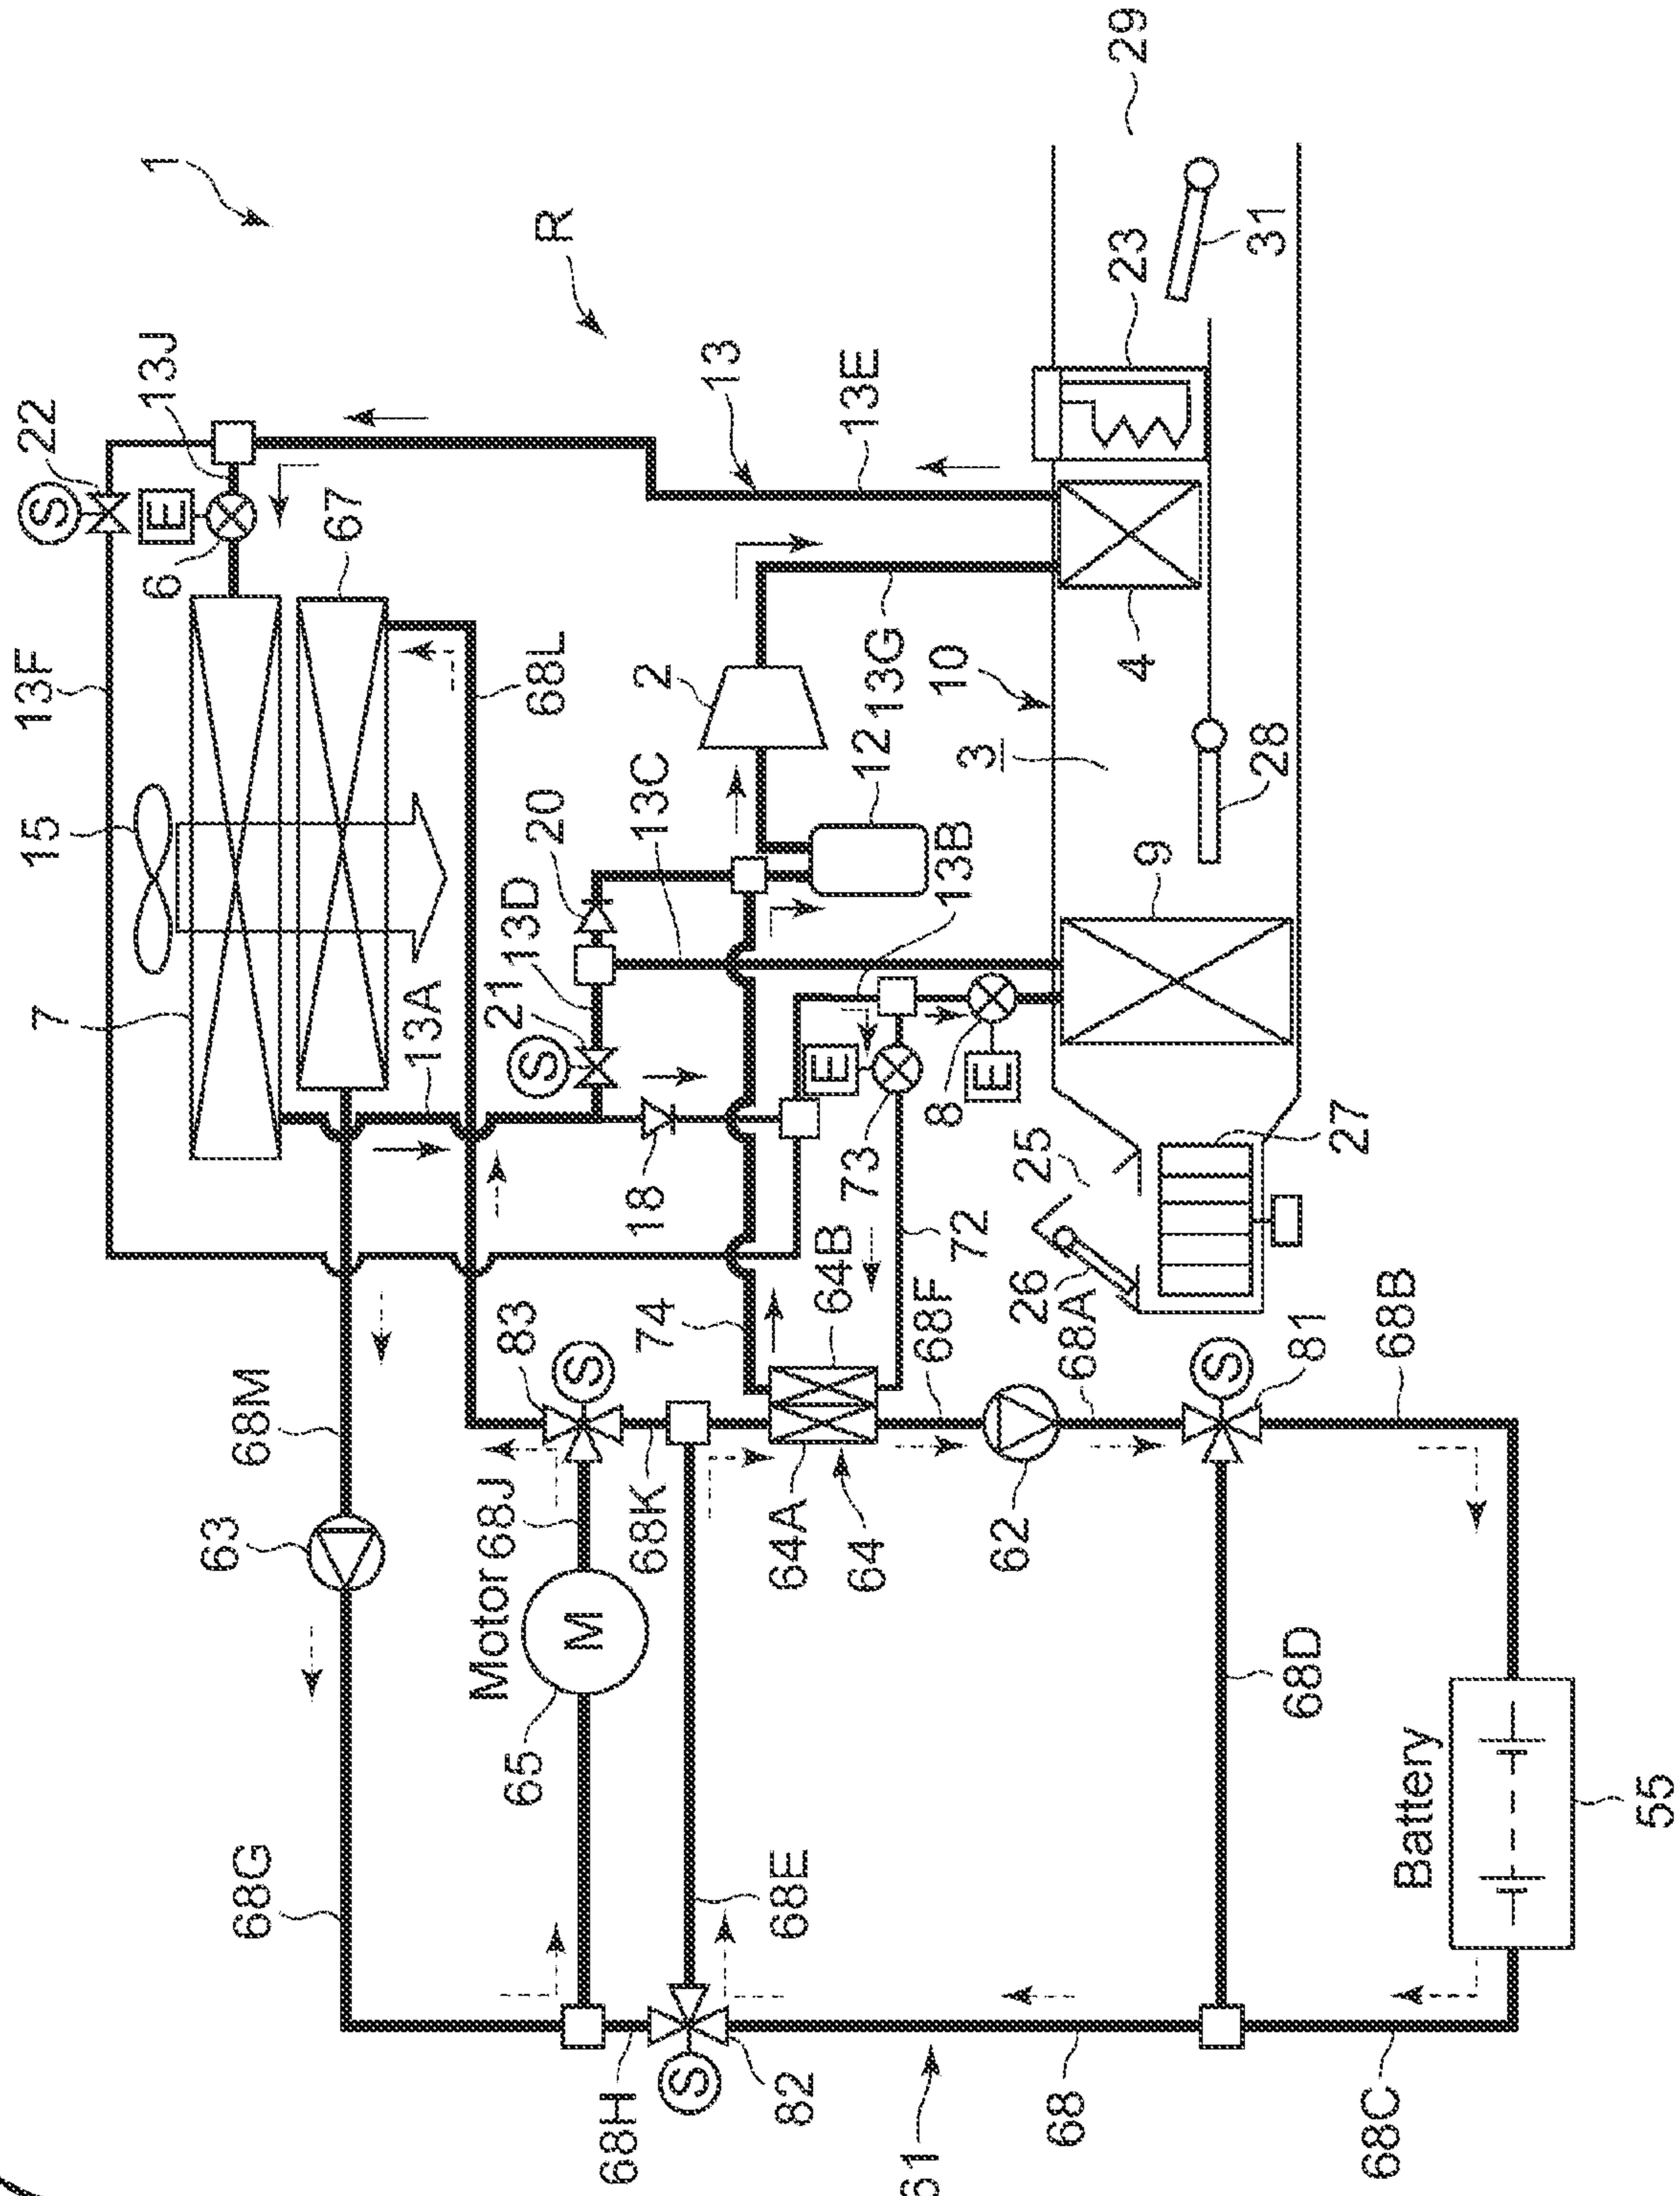 15
13F
22
S
7
6
E
13J
1
63
68G
68M
67
13A
Motor 68J
21
13D
65
83
20
68L
R
S
S
M
68H
18
68K
74
13C
2
S
13
82
68E
64A
64B
E
73
64
12
13G
13E
61
68F
8
13B
10
3
E
62
26
25
68
68A
9
4
23
29
S
28
31
68D
81
27
68C
68B
Battery
55